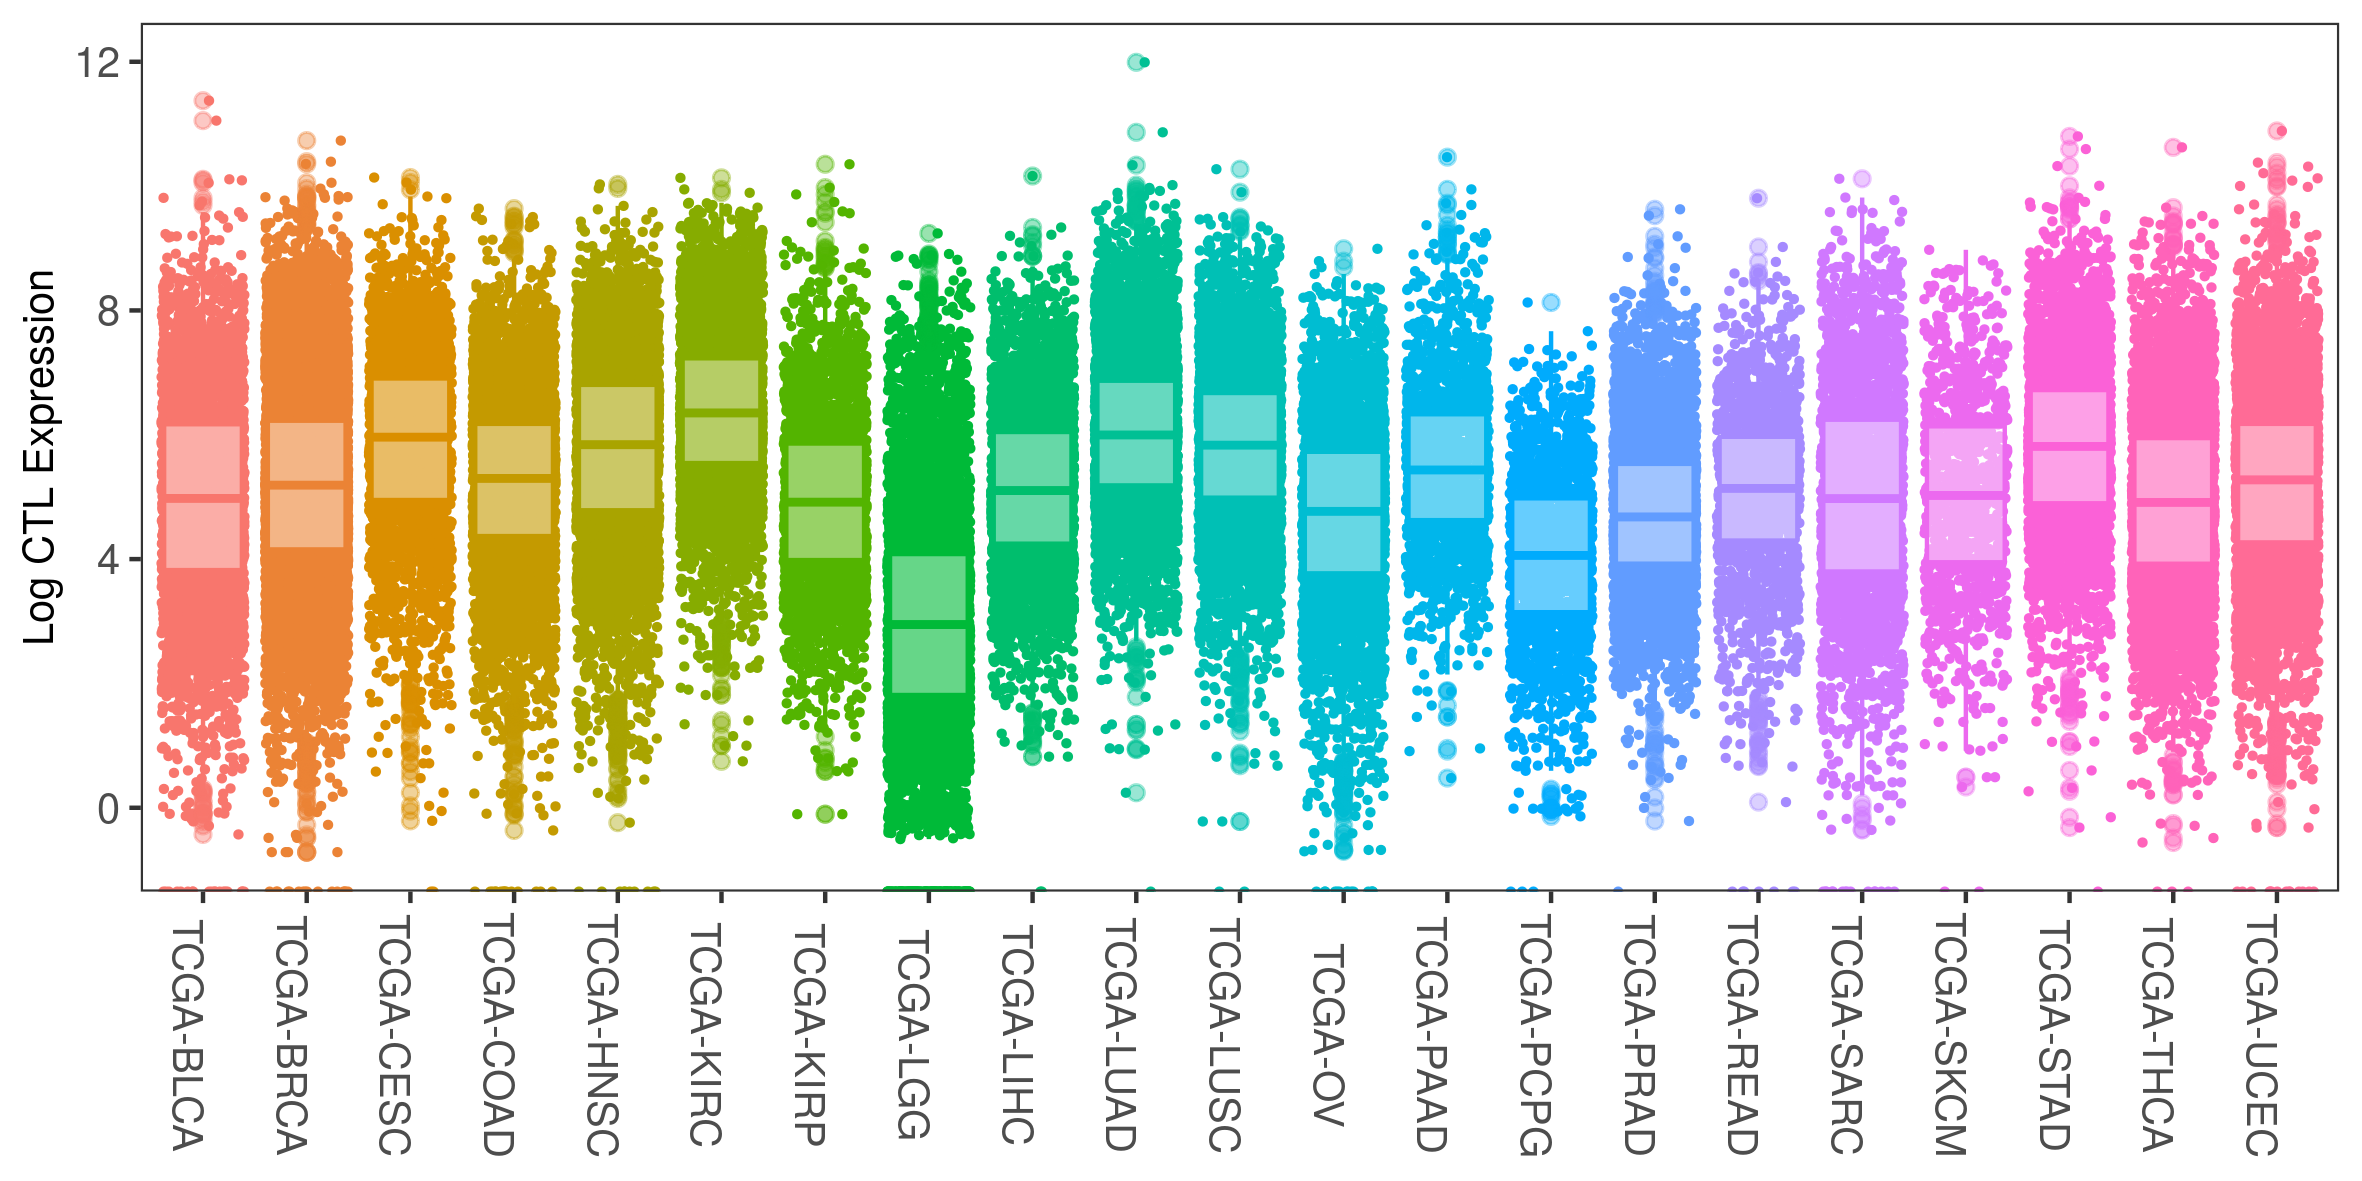 Log CTL Expression
12
8
4
0
TCGA-BLCA
TCGA-BRCA
TCGA-CESC
TCGA-COAD
TCGA-HNSC
TCGA-KIRC
TCGA-KIRP
TCGA-LGG
TCGA-LIHC
TCGA-LUAD
TCGA-LUSC
TCGA-OV
TCGA-PAAD
TCGA-PCPG
TCGA-PRAD
TCGA-READ
TCGA-SARC
TCGA-SKCM
TCGA-STAD
TCGA-THCA
TCGA-UCEC